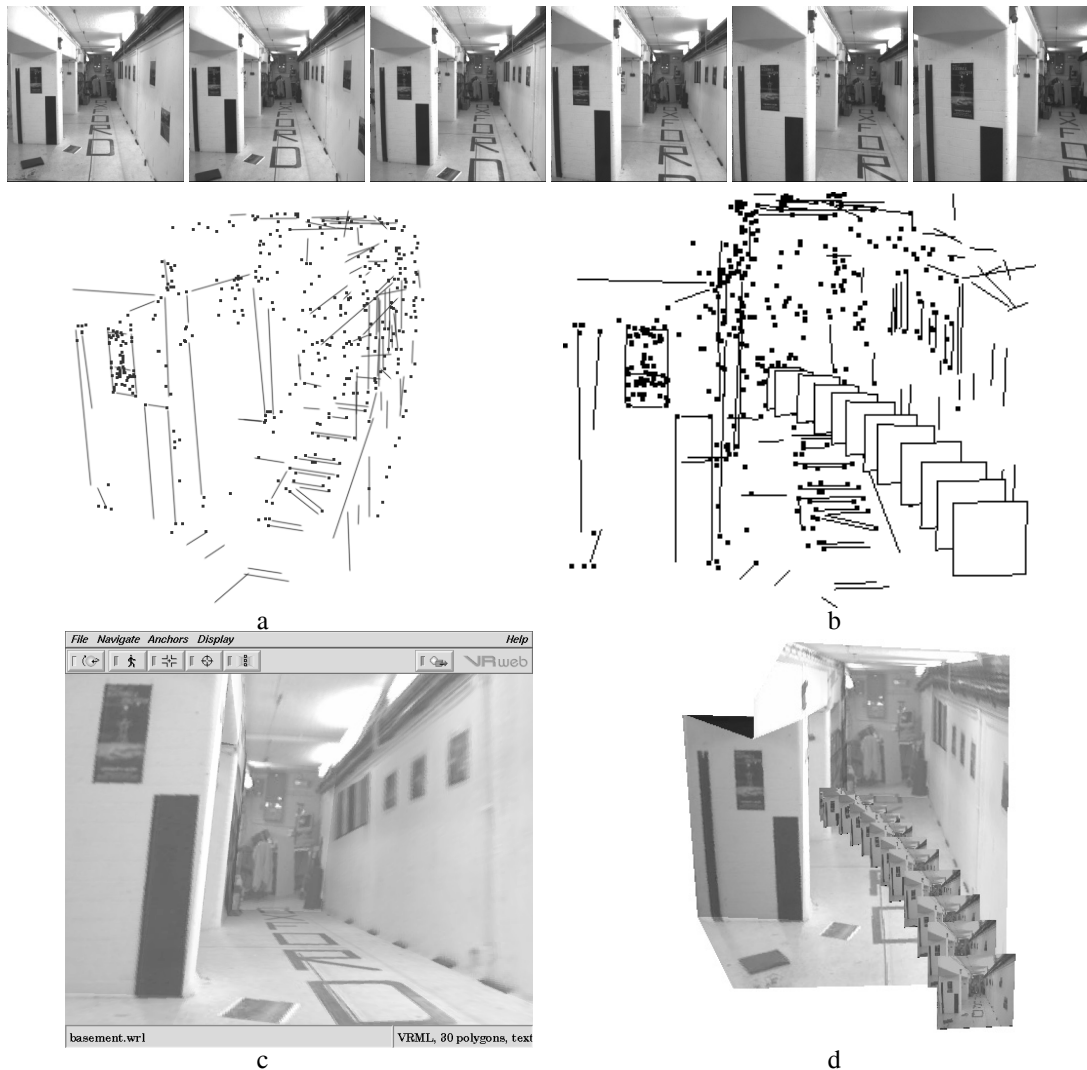 a
b
File Navigate Anchors Display Help
VRweb
basement.wrl
VRML, 30 polygons, text
c
d